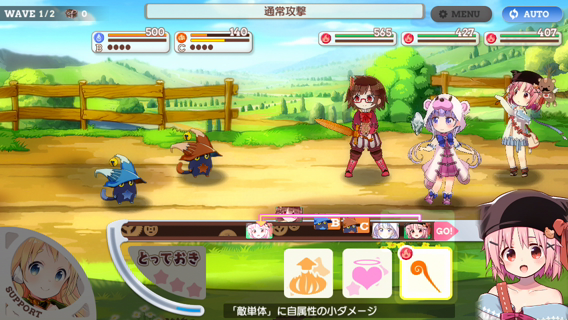 WAVE 1/2 0
通常攻撃
MENU
AUTO
500
B
140
C
565
427
407
B
C
GO!
とっておき
SUPPORT
「敵単体」に自属性の小ダメージ